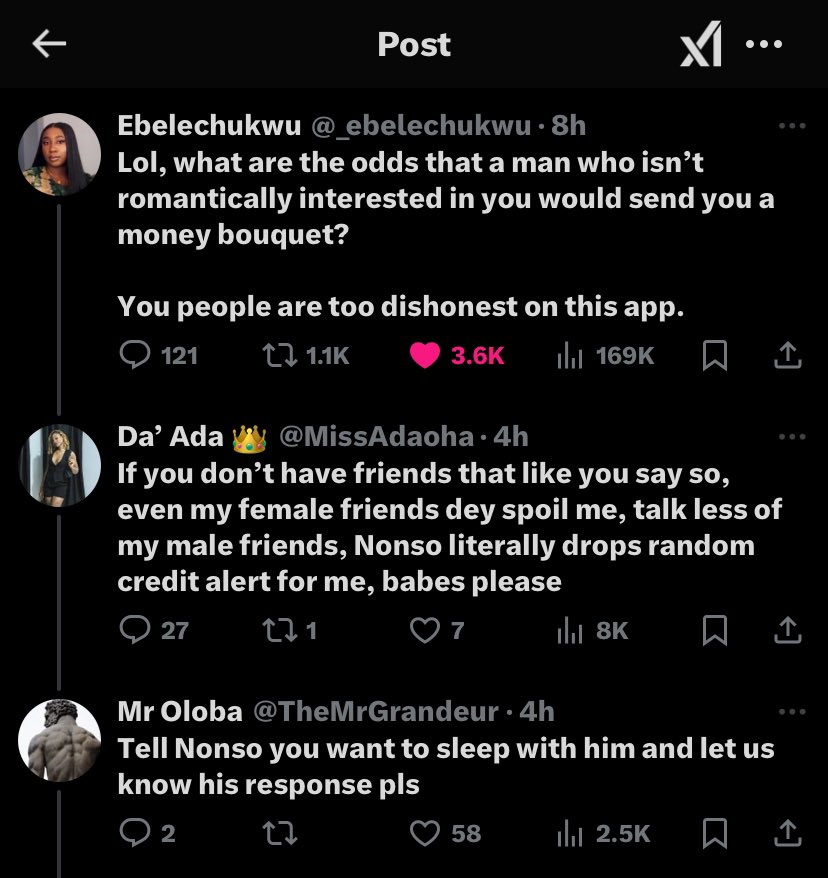 Post
Ebelechukwu @_ebelechukwu · 8h
Lol, what are the odds that a man who isn’t
romantically interested in you would send you a
money bouquet?
You people are too dishonest on this app.
121 1.1K 3.6K 169K
Da’ Ada 👑 @MissAdaoha · 4h
If you don’t have friends that like you say so,
even my female friends dey spoil me, talk less of
my male friends, Nonso literally drops random
credit alert for me, babes please
27 1 7 8K
Mr Oloba @TheMrGrandeur · 4h
Tell Nonso you want to sleep with him and let us
know his response pls
2 58 2.5K